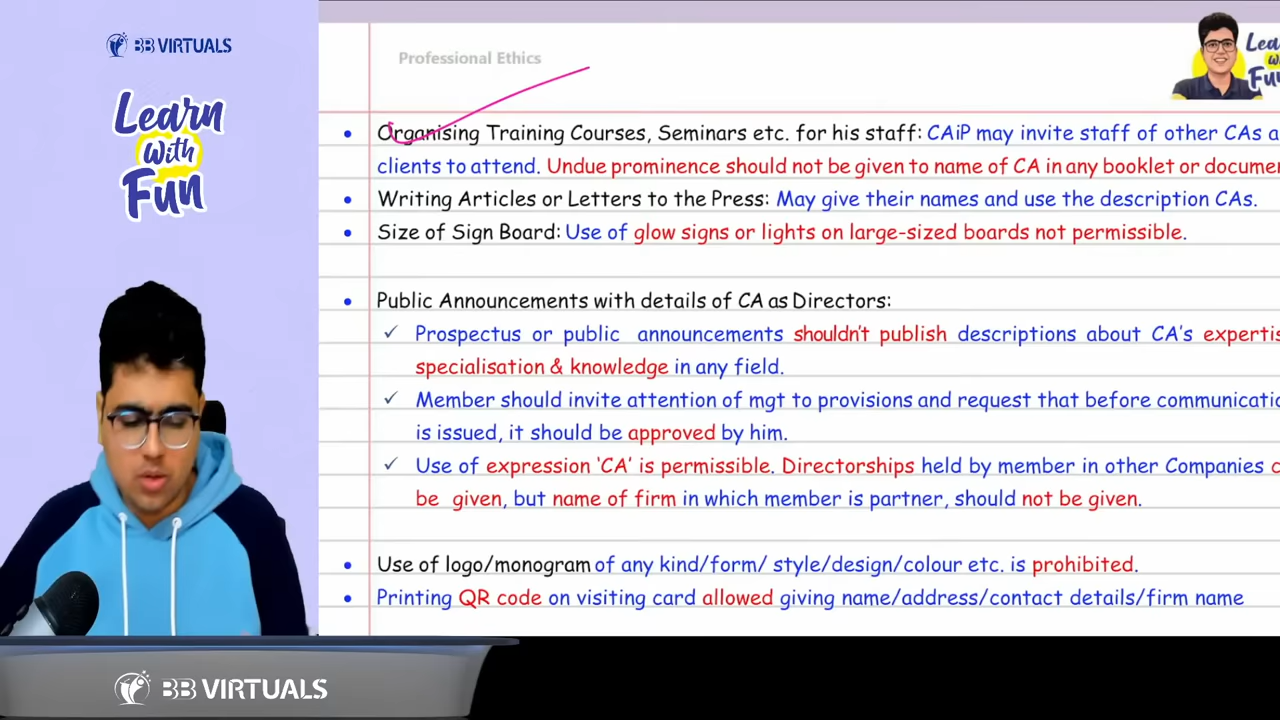 BB VIRTUALS
Learn
With
Fun
Professional Ethics
Lea
Fun
Organising Training Courses, Seminars etc. for his staff: CAiP may invite staff of other CAs a
clients to attend. Undue prominence should not be given to name of CA in any booklet or docume
Writing Articles or Letters to the Press: May give their names and use the description CAs.
Size of Sign Board: Use of glow signs or lights on large-sized boards not permissible.
Public Announcements with details of CA as Directors:
✓ Prospectus or public announcements shouldn't publish descriptions about CA's expertis
specialisation & knowledge in any field.
✓ Member should invite attention of mgt to provisions and request that before communicatio
is issued, it should be approved by him.
✓ Use of expression 'CA' is permissible. Directorships held by member in other Companies c
be given, but name of firm in which member is partner, should not be given.
Use of logo/monogram of any kind/form/ style/design/colour etc. is prohibited.
Printing QR code on visiting card allowed giving name/address/contact details/firm name
BB VIRTUALS